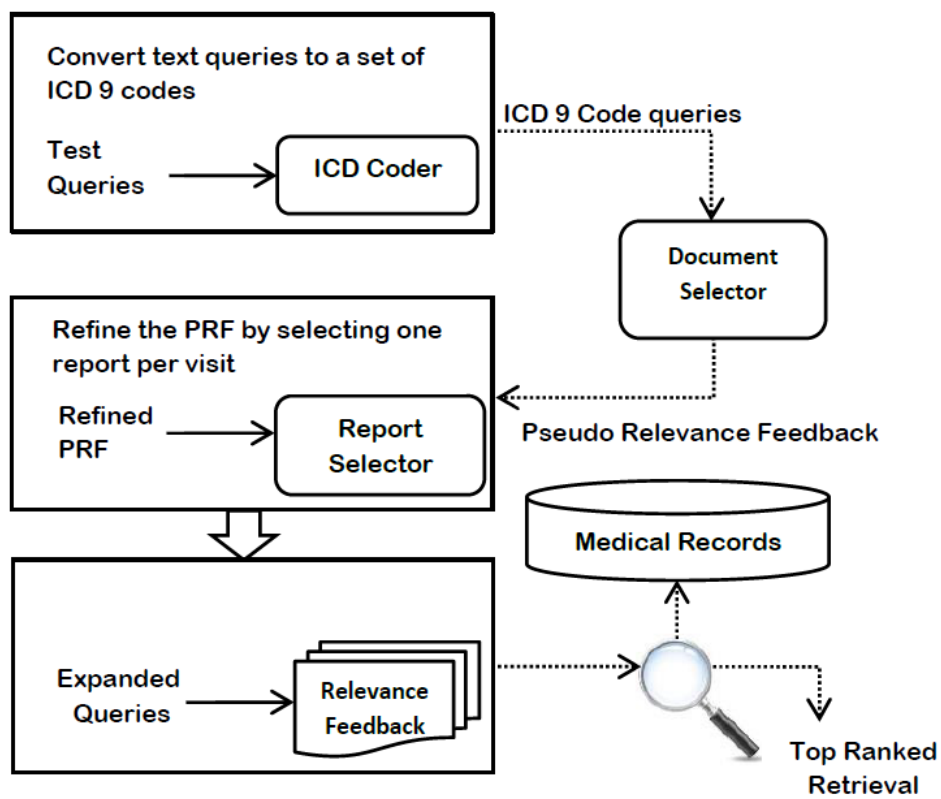 Convert text queries to a set of
ICD 9 codes
Test
Queries
ICD Coder
ICD 9 Code queries
Document
Selector
Refine the PRF by selecting one
report per visit
Refined
PRF
Report
Selector
Pseudo Relevance Feedback
Medical Records
Expanded
Queries
Relevance
Feedback
Top Ranked
Retrieval